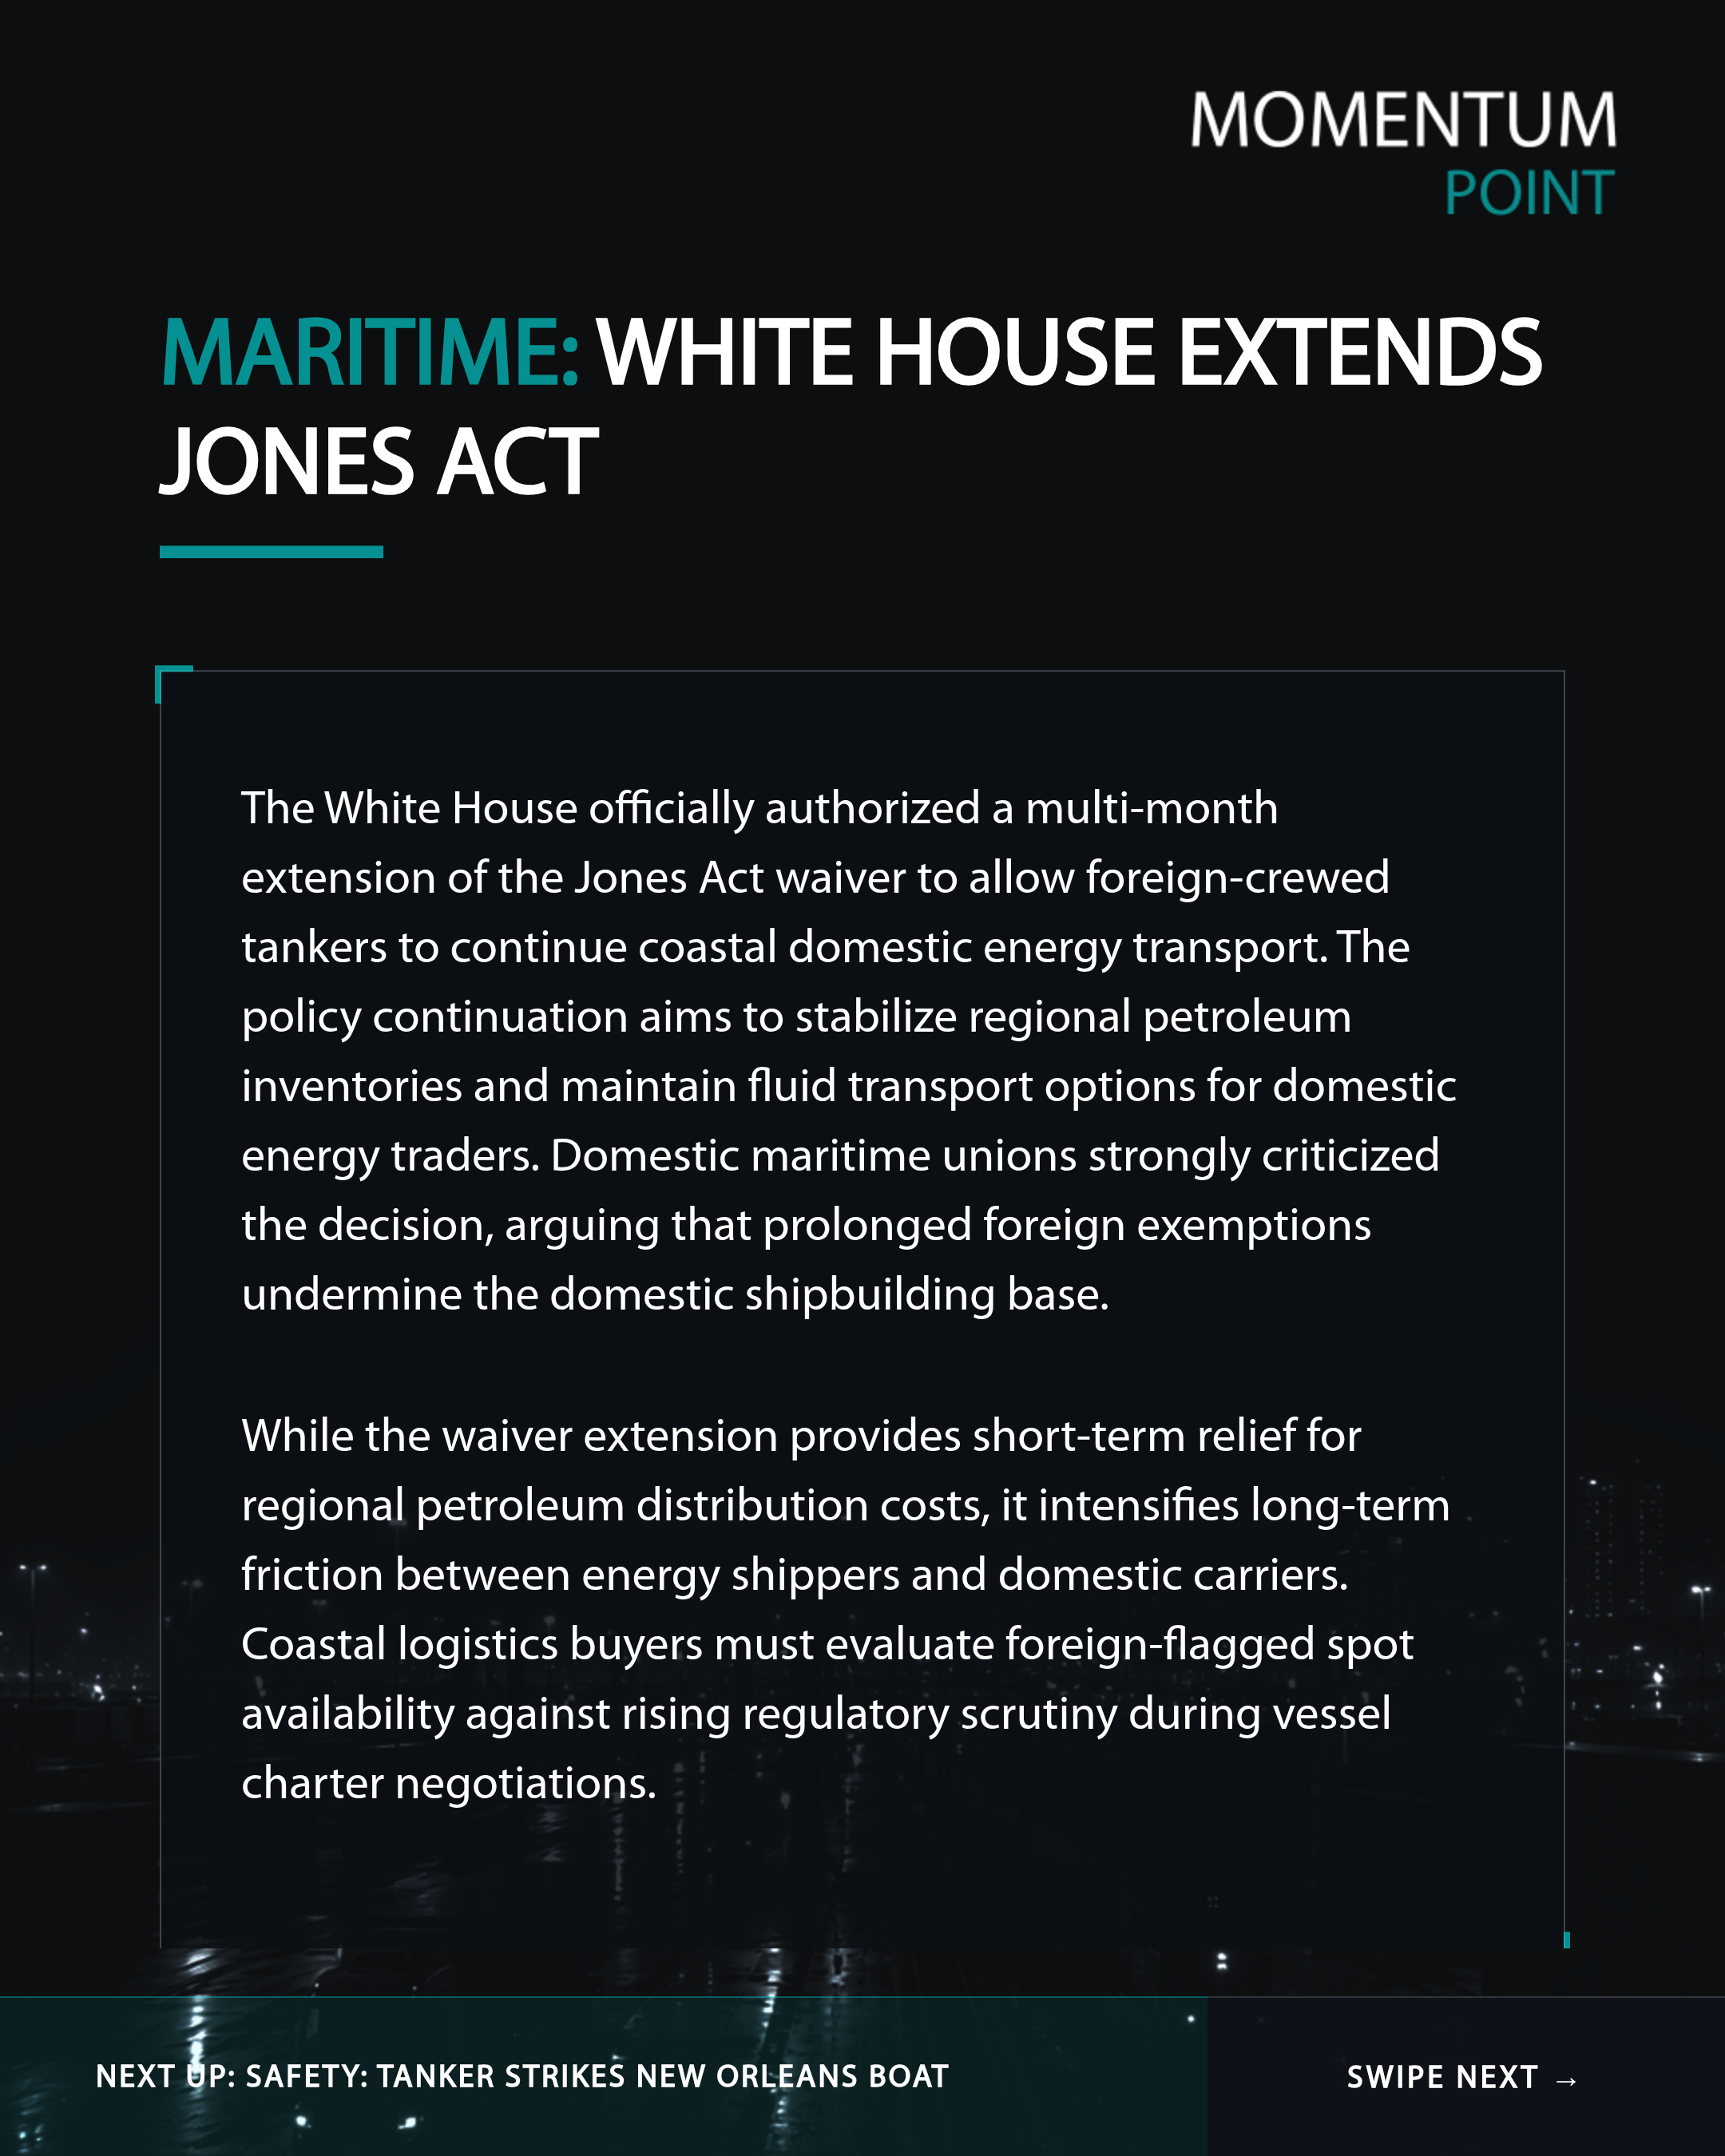 MOMENTUM
POINT
MARITIME: WHITE HOUSE EXTENDS
JONES ACT
The White House officially authorized a multi-month
extension of the Jones Act waiver to allow foreign-crewed
tankers to continue coastal domestic energy transport. The
policy continuation aims to stabilize regional petroleum
inventories and maintain fluid transport options for domestic
energy traders. Domestic maritime unions strongly criticized
the decision, arguing that prolonged foreign exemptions
undermine the domestic shipbuilding base.
While the waiver extension provides short-term relief for
regional petroleum distribution costs, it intensifies long-term
friction between energy shippers and domestic carriers.
Coastal logistics buyers must evaluate foreign-flagged spot
availability against rising regulatory scrutiny during vessel
charter negotiations.
NEXT UP: SAFETY: TANKER STRIKES NEW ORLEANS BOAT
SWIPE NEXT →